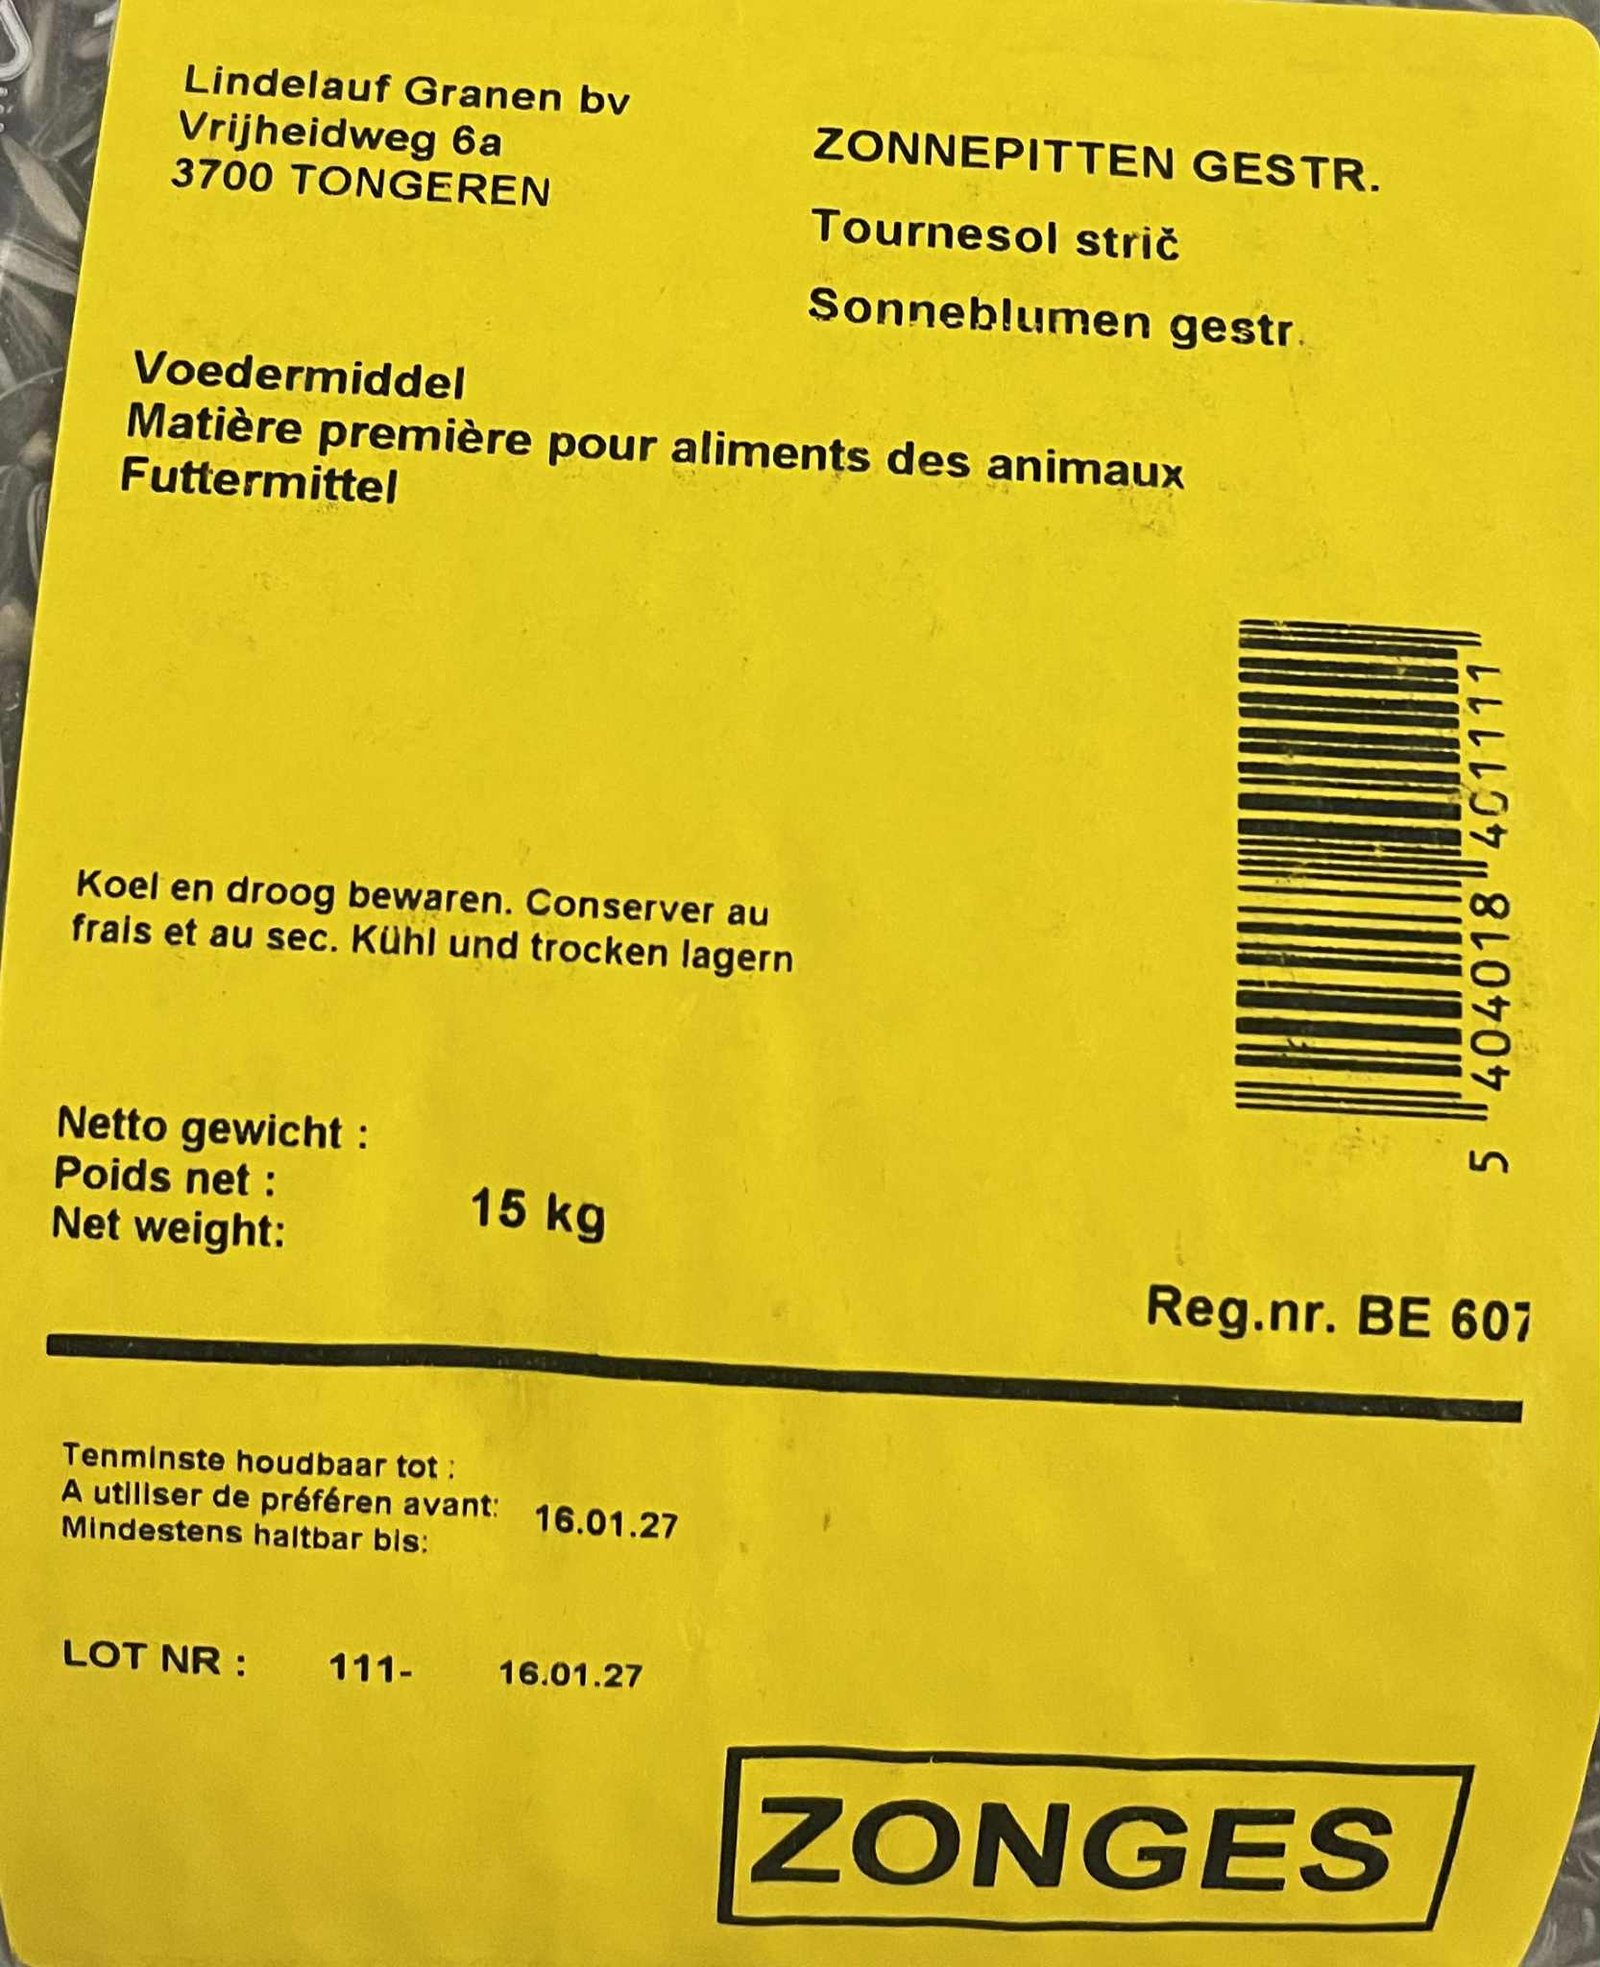 Lindelauf Granen bv
Vrijheidweg 6a
3700 TONGEREN
ZONNEPITTEN GESTR.
Tournesol strič
Sonneblumen gestr.
Voedermiddel
Matière première pour aliments des animaux
Futtermittel
5 404018 401111
Koel en droog bewaren. Conserver au
frais et au sec. Kühl und trocken lagern
Netto gewicht :
Poids net :
Net weight:
15 kg
Reg.nr. BE 607
Tenminste houdbaar tot :
A utiliser de préféren avant:
Mindestens haltbar bis:
16.01.27
LOT NR : 111- 16.01.27
ZONGES